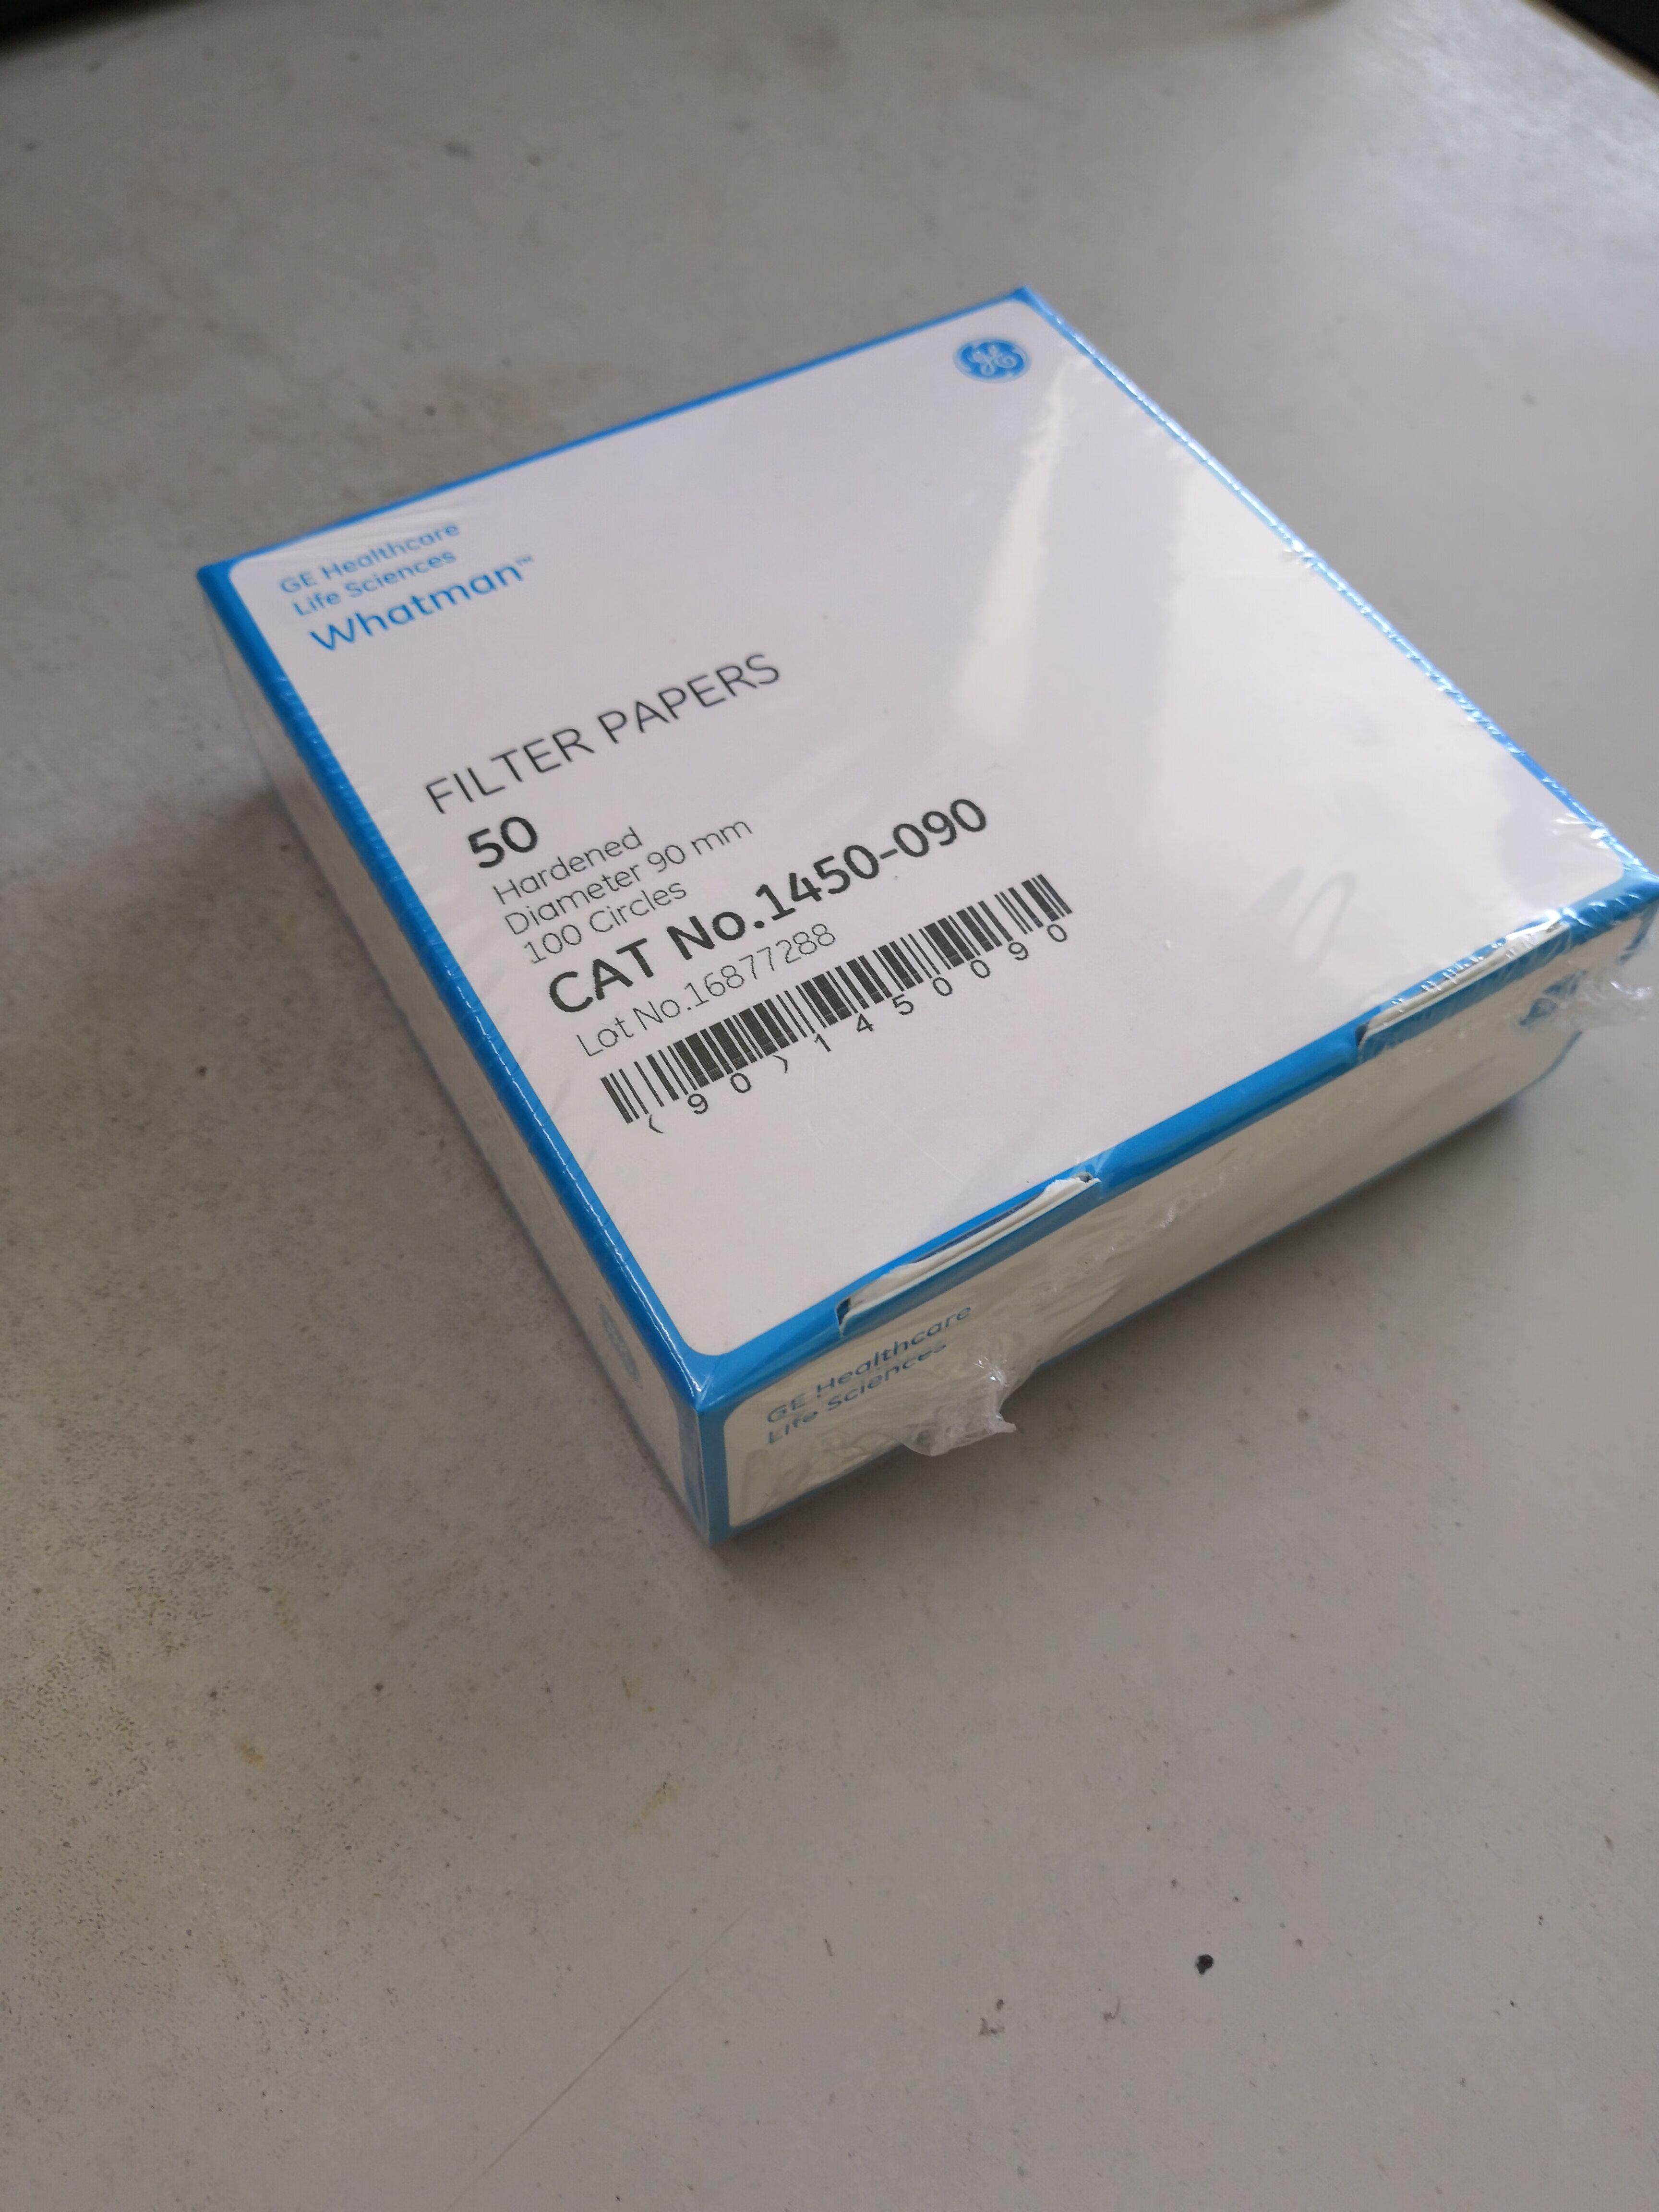 GE
GE Healthcare
Life Sciences
Whatman™
FILTER PAPERS
50
Hardened
Diameter 90 mm
100 Circles
CAT No.1450-090
Lot No.16877288
(90)1450090
GE Healthcare
Life Sciences